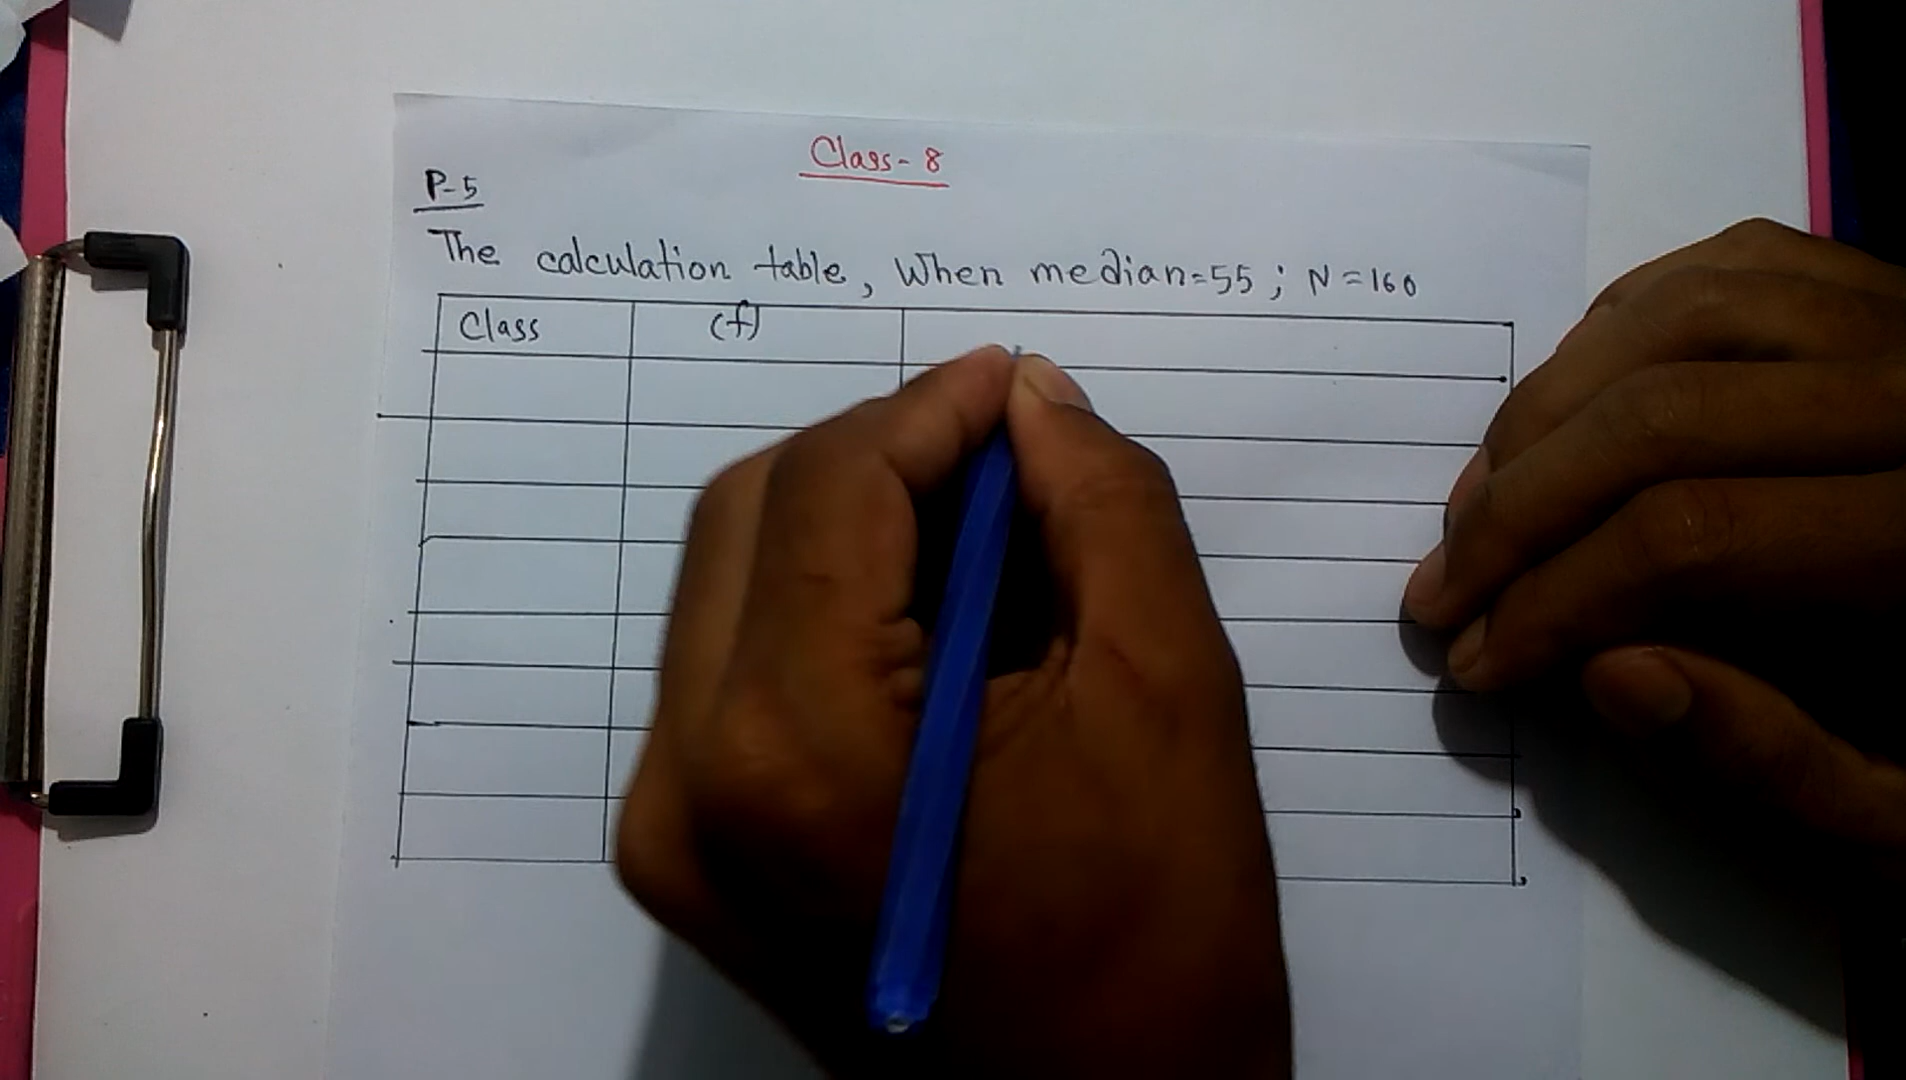 Class- 8
P-5
The calculation table, When median=55; N=160
Class (f)